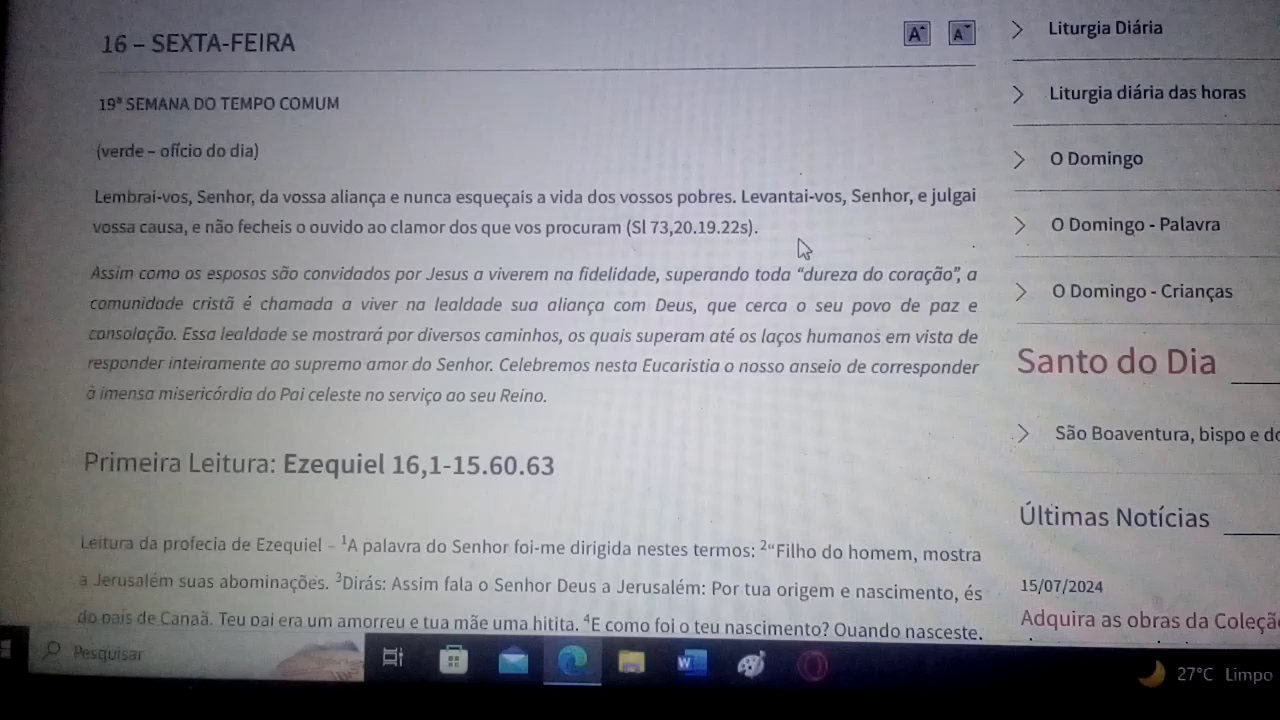 16 – SEXTA-FEIRA
19ª SEMANA DO TEMPO COMUM
(verde – ofício do dia)
Lembrai-vos, Senhor, da vossa aliança e nunca esqueçais a vida dos vossos pobres. Levantai-vos, Senhor, e julgai
vossa causa, e não fecheis o ouvido ao clamor dos que vos procuram (Sl 73,20.19.22s).
Assim como os esposos são convidados por Jesus a viverem na fidelidade, superando toda “dureza do coração”, a
comunidade cristã é chamada a viver na lealdade sua aliança com Deus, que cerca o seu povo de paz e
consolação. Essa lealdade se mostrará por diversos caminhos, os quais superam até os laços humanos em vista de
responder inteiramente ao supremo amor do Senhor. Celebremos nesta Eucaristia o nosso anseio de corresponder
à imensa misericórdia do Pai celeste no serviço ao seu Reino.
Primeira Leitura: Ezequiel 16,1-15.60.63
Leitura da profecia de Ezequiel – ¹A palavra do Senhor foi-me dirigida nestes termos: ²“Filho do homem, mostra
a Jerusalém suas abominações. ³Dirás: Assim fala o Senhor Deus a Jerusalém: Por tua origem e nascimento, és
do país de Canaã. Teu pai era um amorreu e tua mãe uma hitita. ⁴E como foi o teu nascimento? Quando nasceste,
A A
Liturgia Diária
Liturgia diária das horas
O Domingo
O Domingo - Palavra
O Domingo - Crianças
Santo do Dia
São Boaventura, bispo e do
Últimas Notícias
15/07/2024
Adquira as obras da Coleçã
Pesquisar
W
27°C Limpo